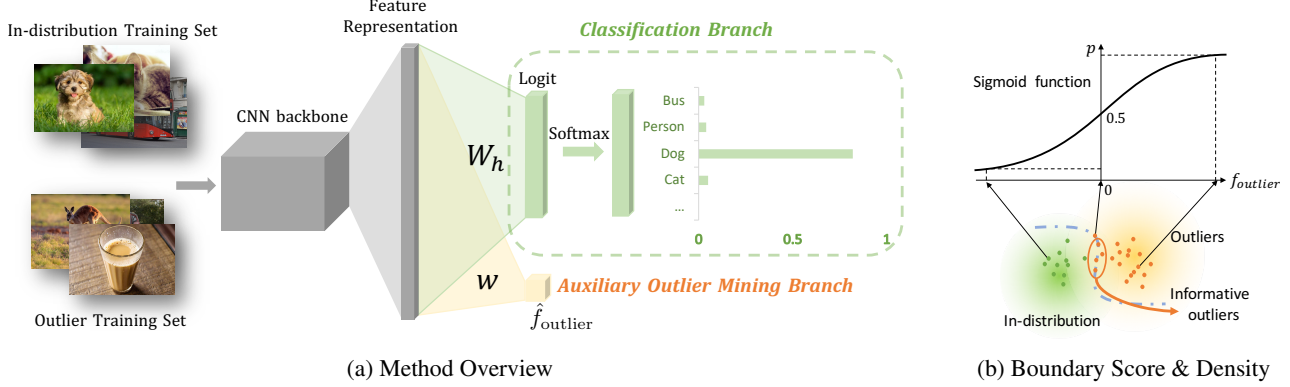 In-distribution Training Set
Outlier Training Set
CNN backbone
Feature
Representation
W_h
w
Classification Branch
Logit
Softmax
Bus
Person
Dog
Cat
...
0 0.5 1
Auxiliary Outlier Mining Branch
f̂_outlier
(a) Method Overview
p
Sigmoid function
0.5
0
f_outlier
Outliers
In-distribution
Informative
outliers
(b) Boundary Score & Density